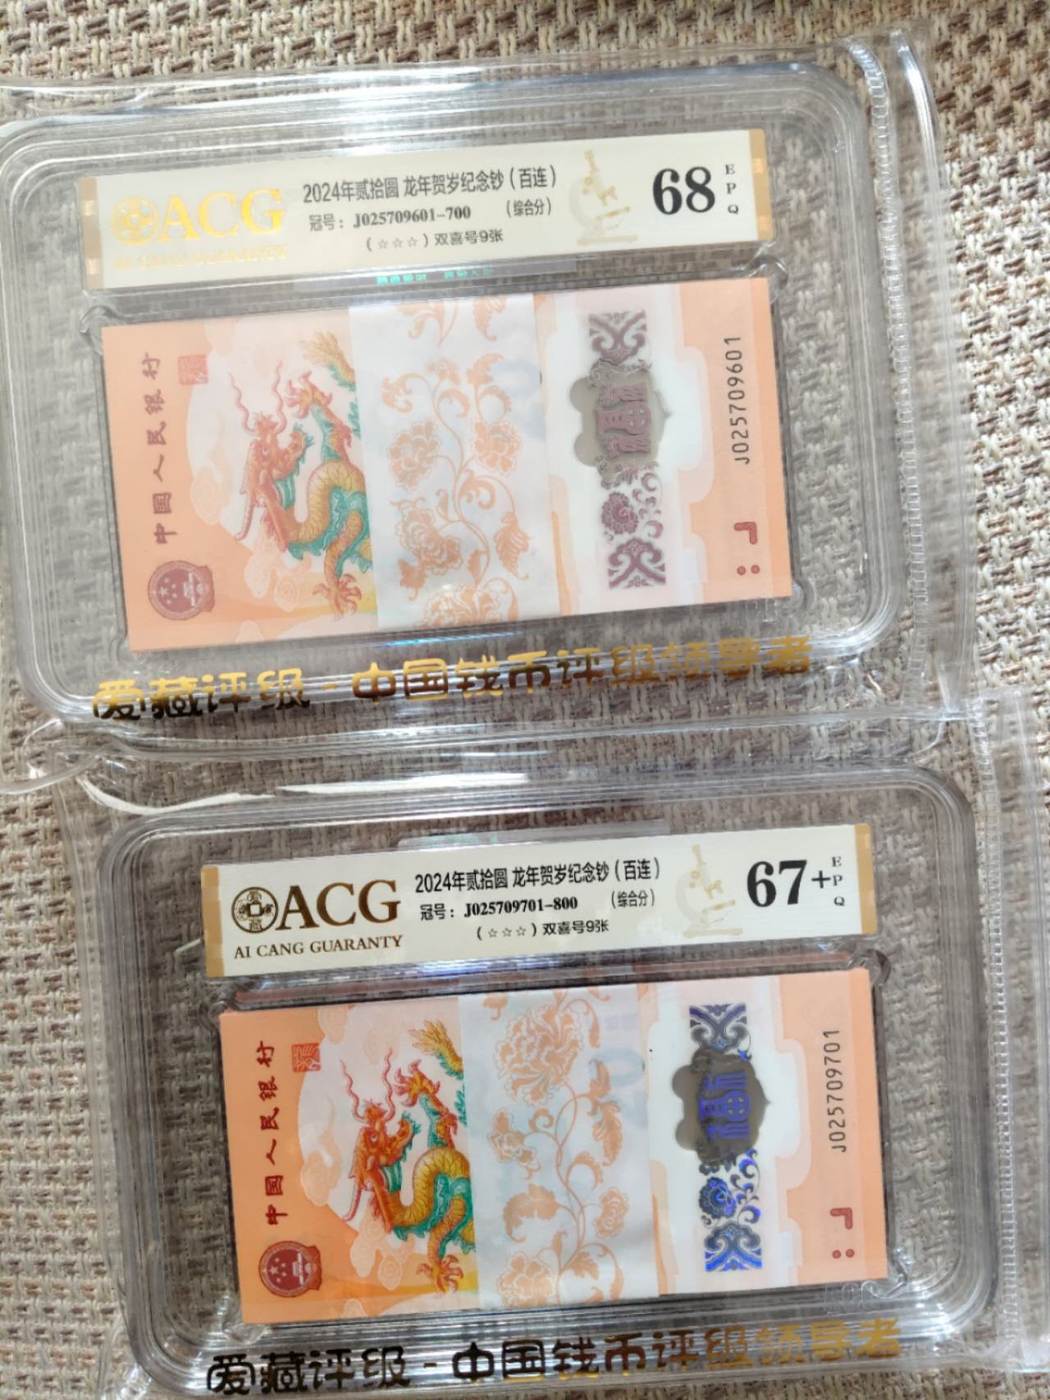 ACG
AI CANG GUARANTY
2024年贰拾圆 龙年贺岁纪念钞(百连)
冠号: J025709601-700 (综合分)
(☆☆☆)双喜号9张
68 EPQ
中国人民银行
J025709601
爱藏评级 - 中国钱币评级领导者
ACG
AI CANG GUARANTY
2024年贰拾圆 龙年贺岁纪念钞(百连)
冠号: J025709701-800 (综合分)
(☆☆☆)双喜号9张
67+ EPQ
中国人民银行
福
J025709701
爱藏评级 - 中国钱币评级领导者